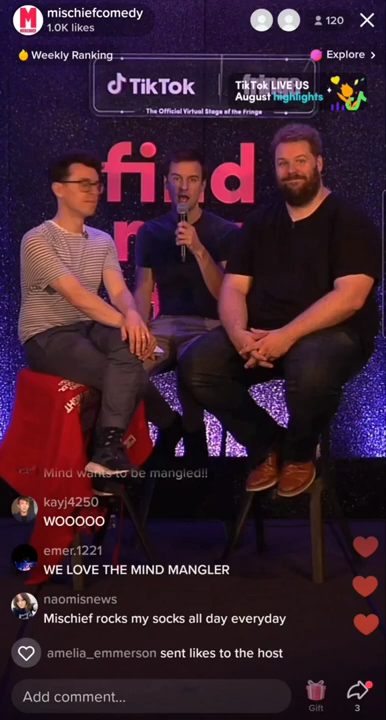 mischiefcomedy
1.0K likes
120
Weekly Ranking
Explore >
TikTok
fringe
TikTok LIVE US
August highlights
The Official Virtual Stage of the Fringe
find
Mind wants to be mangled!!
kayj4250
WOOOOO
emer.1221
WE LOVE THE MIND MANGLER
naomisnews
Mischief rocks my socks all day everyday
amelia_emmerson sent likes to the host
Add comment...
Gift
3